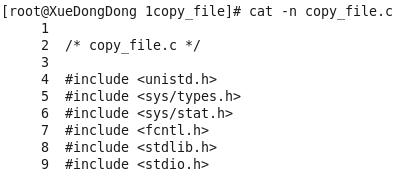 [root@XueDongDong 1copy_file]# cat -n copy_file.c
1
2 /* copy_file.c */
3
4 #include <unistd.h>
5 #include <sys/types.h>
6 #include <sys/stat.h>
7 #include <fcntl.h>
8 #include <stdlib.h>
9 #include <stdio.h>